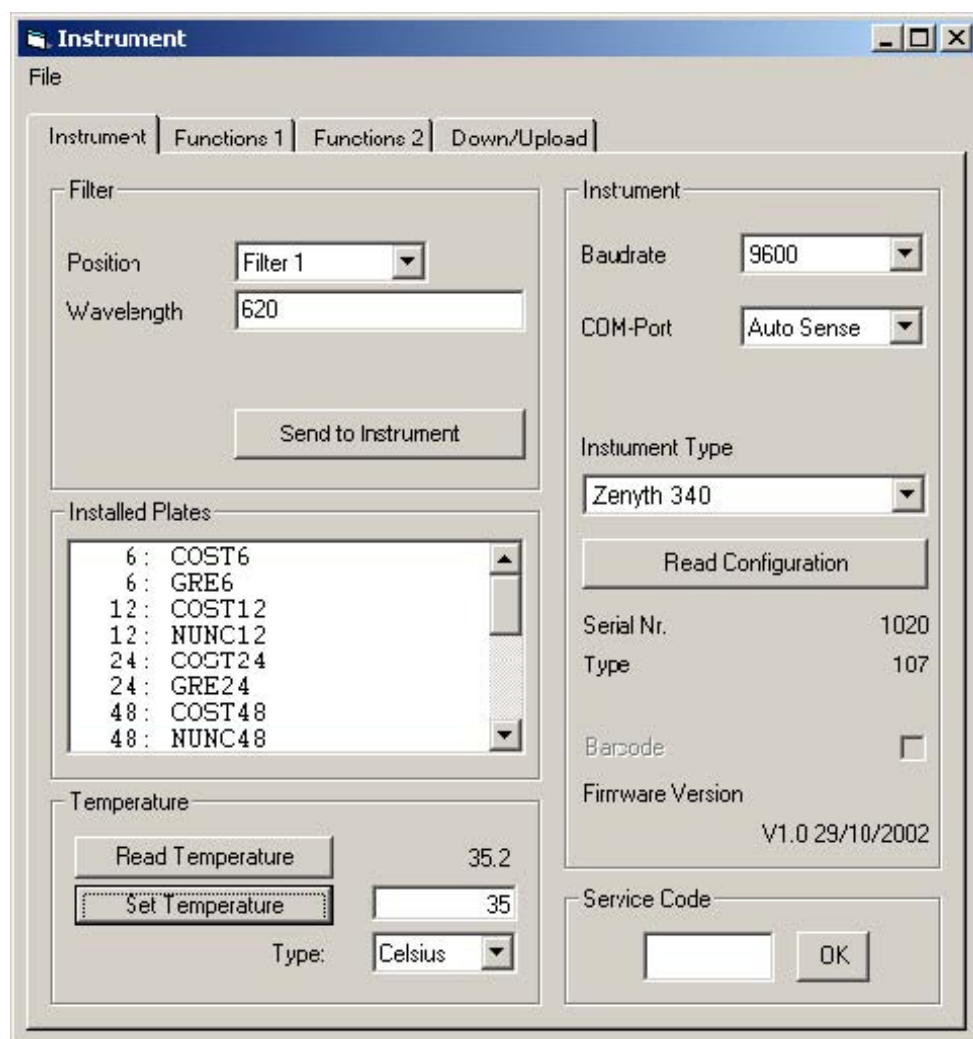 Instrument
File
Instrument Functions 1 Functions 2 Down/Upload
Filter
Position Filter 1
Wavelength 620
Send to Instrument
Installed Plates
6: COST6
6: GRE6
12: COST12
12: NUNC12
24: COST24
24: GRE24
48: COST48
48: NUNC48
Temperature
Read Temperature 35.2
Set Temperature 35
Type: Celsius
Instrument
Baudrate 9600
COM-Port Auto Sense
Instrument Type
Zenyth 340
Read Configuration
Serial Nr. 1020
Type 107
Barcode
Firmware Version
V1.0 29/10/2002
Service Code
OK